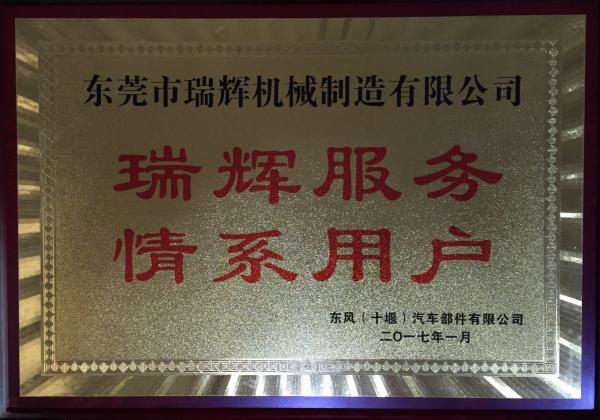 东莞市瑞辉机械制造有限公司
瑞辉服务
情系用户
东风（十堰）汽车部件有限公司
二〇一七年一月